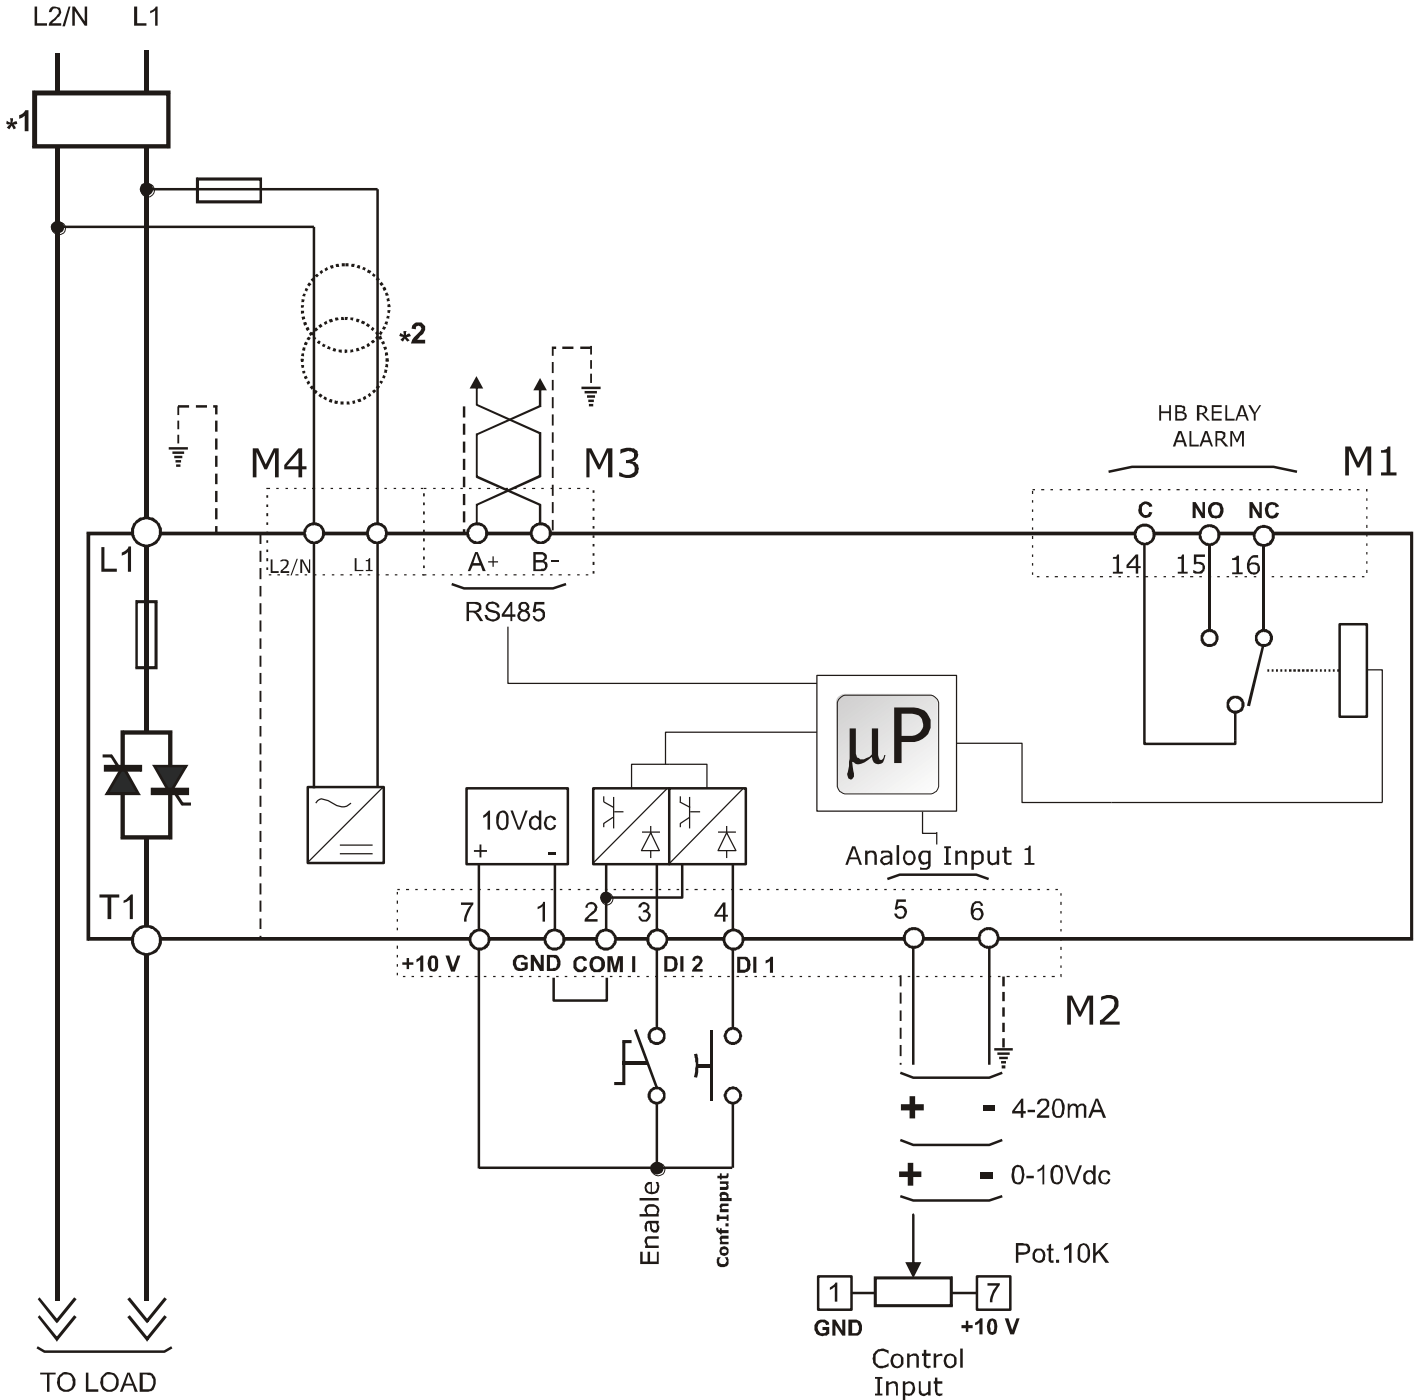 L2/N L1
*1
*2
HB RELAY
ALARM
M4 M3 M1
C NO NC
L1 L2/N L1 A+ B- 14 15 16
RS485
µP
10Vdc
+ -
Analog Input 1
T1 7 1 2 3 4 5 6
+10 V GND COM I DI 2 DI 1
M2
+ - 4-20mA
+ - 0-10Vdc
Enable
Conf.Input
Pot.10K
1 7
GND +10 V
Control
Input
TO LOAD